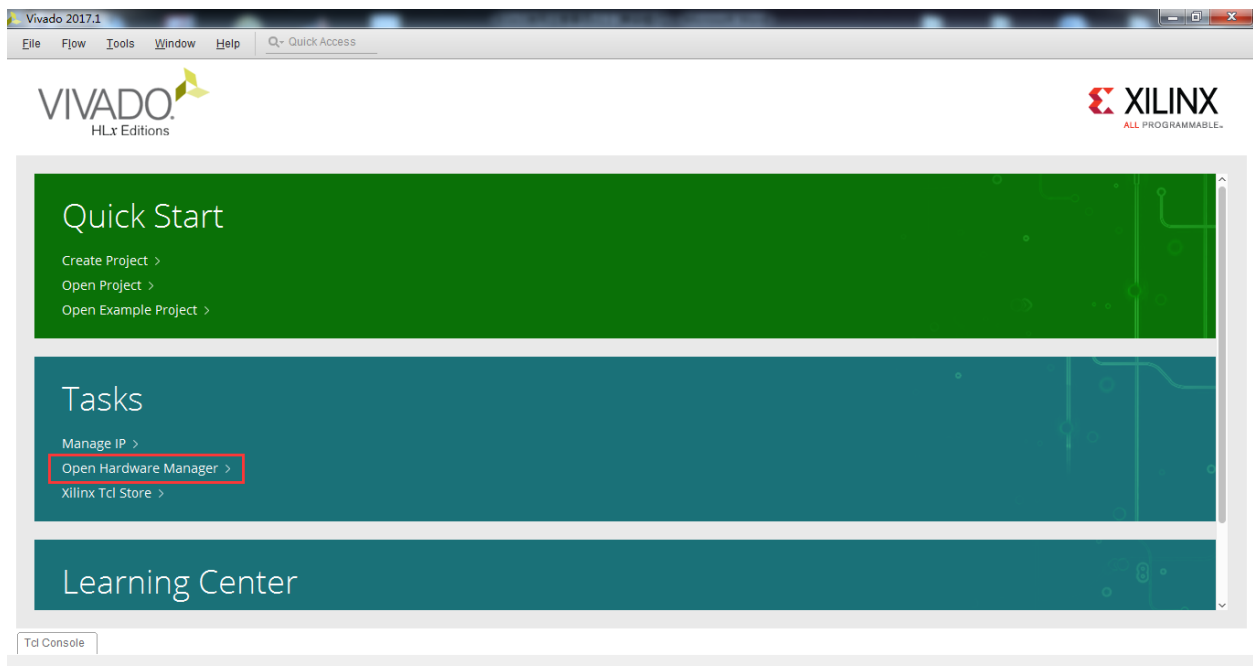 Vivado 2017.1
File Flow Tools Window Help Quick Access
VIVADO.
HLx Editions
XILINX
ALL PROGRAMMABLE™
Quick Start
Create Project >
Open Project >
Open Example Project >
Tasks
Manage IP >
Open Hardware Manager >
Xilinx Tcl Store >
Learning Center
Tcl Console